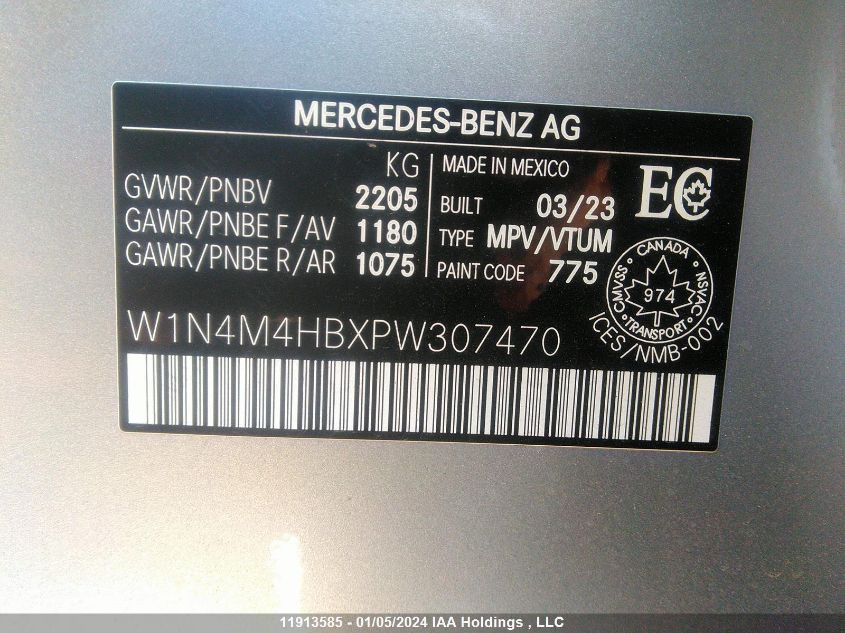 MERCEDES-BENZ AG
KG
GVWR/PNBV 2205
GAWR/PNBE F/AV 1180
GAWR/PNBE R/AR 1075
MADE IN MEXICO
BUILT 03/23
TYPE MPV/VTUM
PAINT CODE 775
EC
CANADA
CMVSS 974 NSVAC
TRANSPORT
ICES/NMB-002
W1N4M4HBXPW307470
11913585 - 01/05/2024 IAA Holdings , LLC